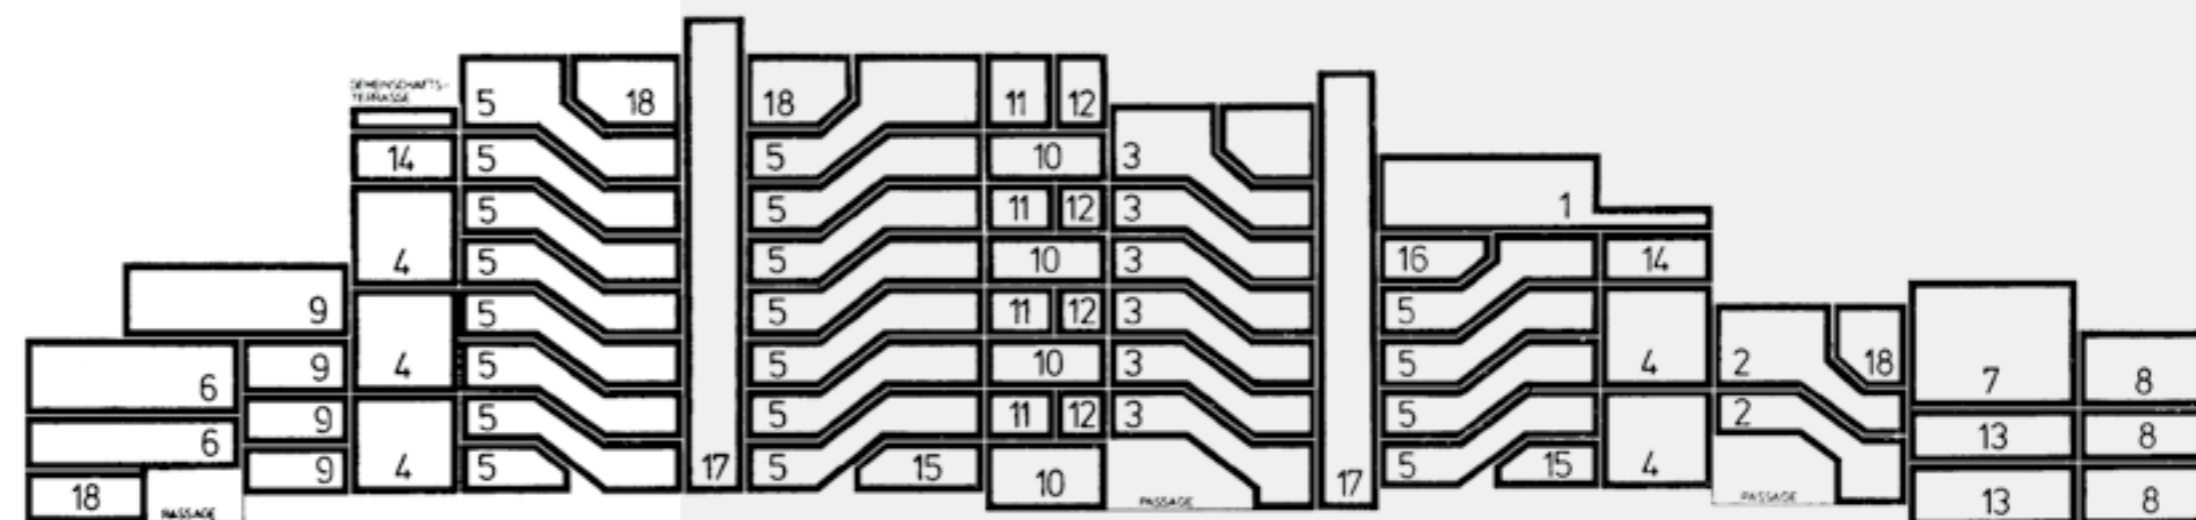 GEMEINSCHAFTS-
TERRASSE
5 18 18 11 12
14 5 5 10 3
5 5 11 12 3 1
4 5 5 10 3 16 14
9 5 5 11 12 3 5
6 9 4 5 5 10 3 5 4 2 18 7 8
6 9 5 5 11 12 3 5 2 13 8
9 4 5 17 5 15 10 17 5 15 4
18 PASSAGE PASSAGE PASSAGE 13 8